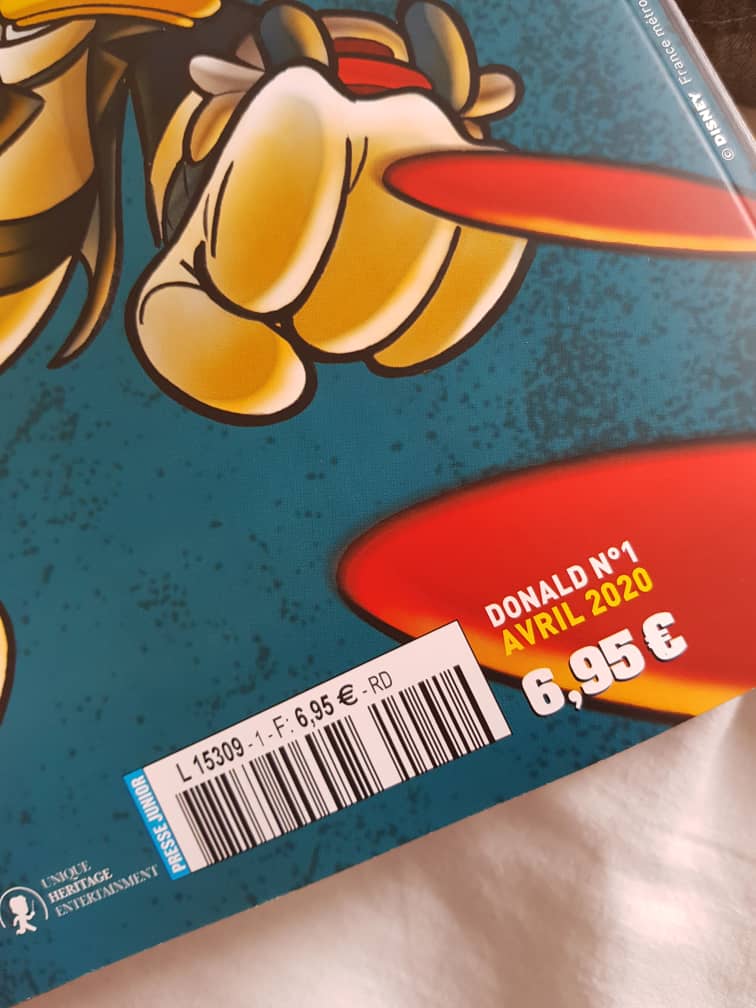 © DISNEY France métro
DONALD N°1
AVRIL 2020
6,95 €
L 15309 - 1 - F: 6,95 € - RD
PRESSE JUNIOR
UNIQUE
HERITAGE
ENTERTAINMENT